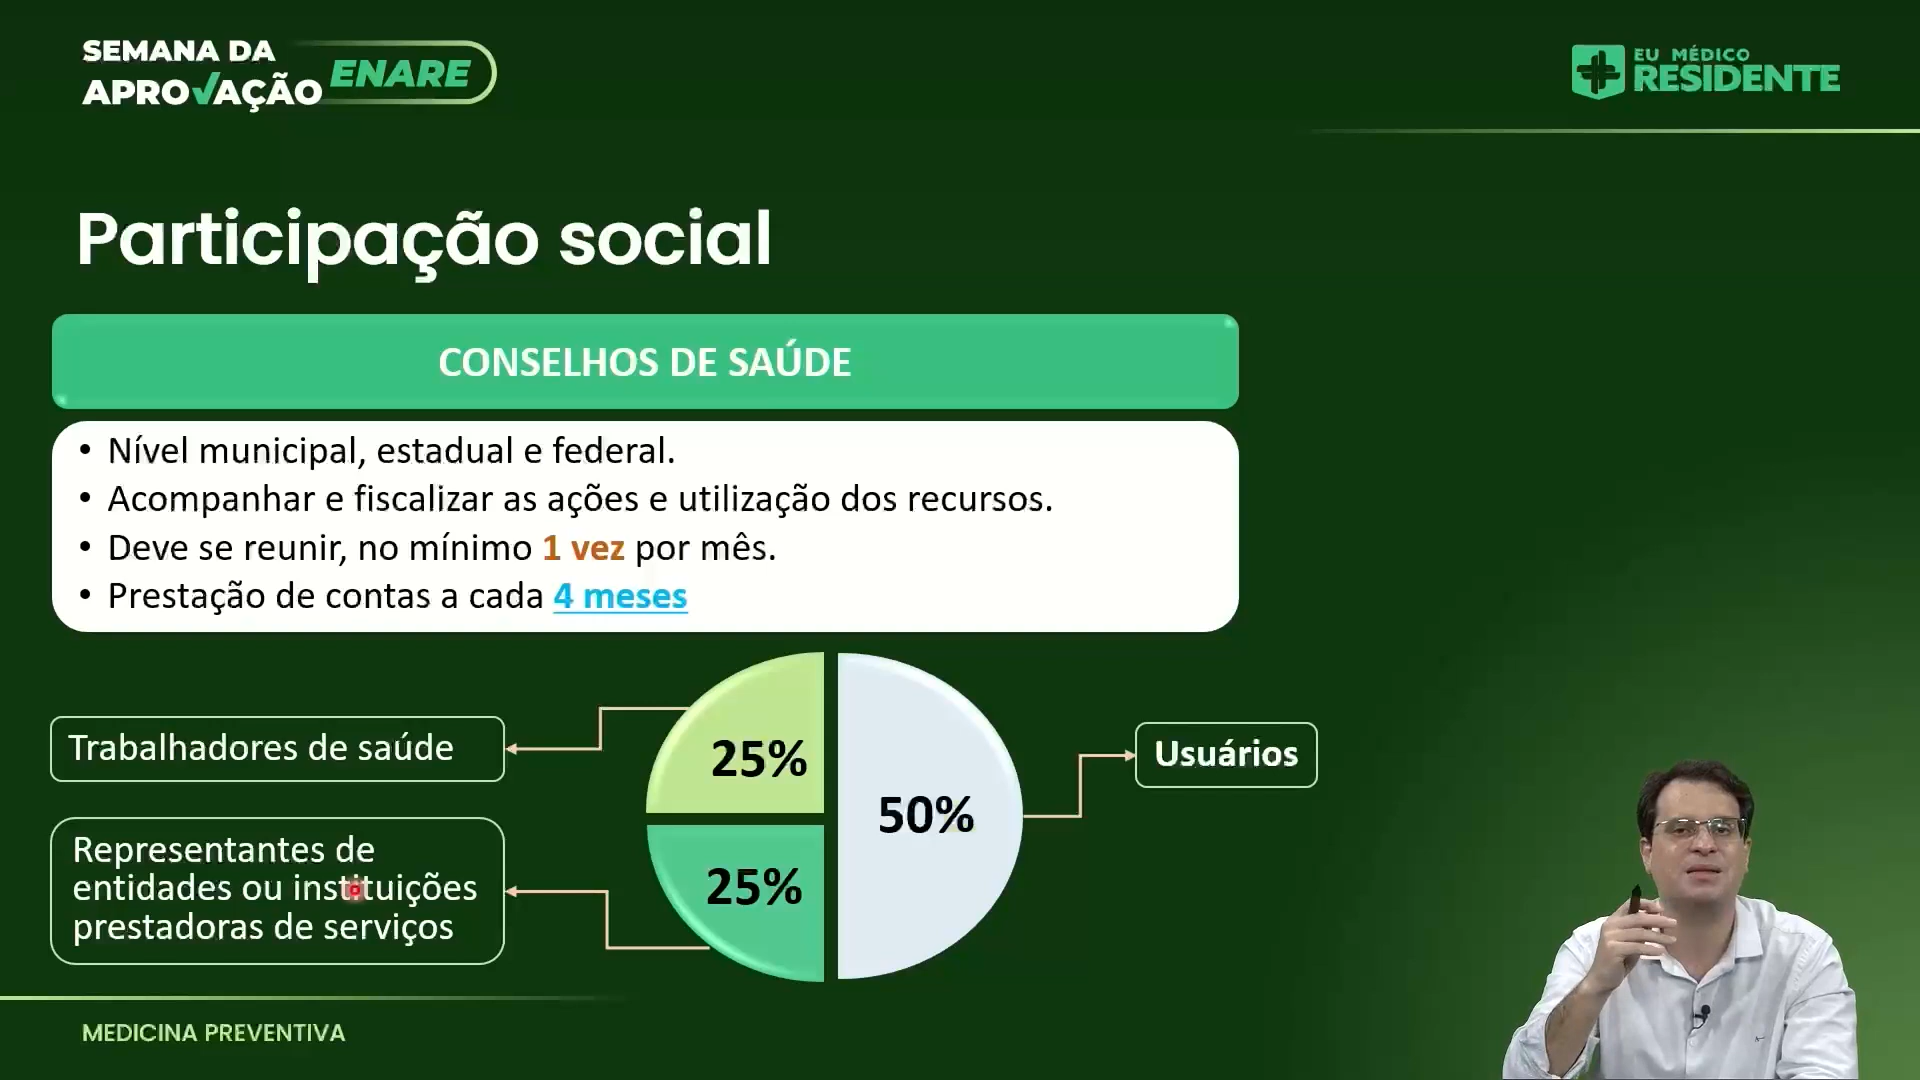 SEMANA DA
APROVAÇÃO ENARE
EU MÉDICO
RESIDENTE
Participação social
CONSELHOS DE SAÚDE
• Nível municipal, estadual e federal.
• Acompanhar e fiscalizar as ações e utilização dos recursos.
• Deve se reunir, no mínimo 1 vez por mês.
• Prestação de contas a cada 4 meses
Trabalhadores de saúde
25%
50%
Usuários
Representantes de
entidades ou instituições
prestadoras de serviços
25%
MEDICINA PREVENTIVA